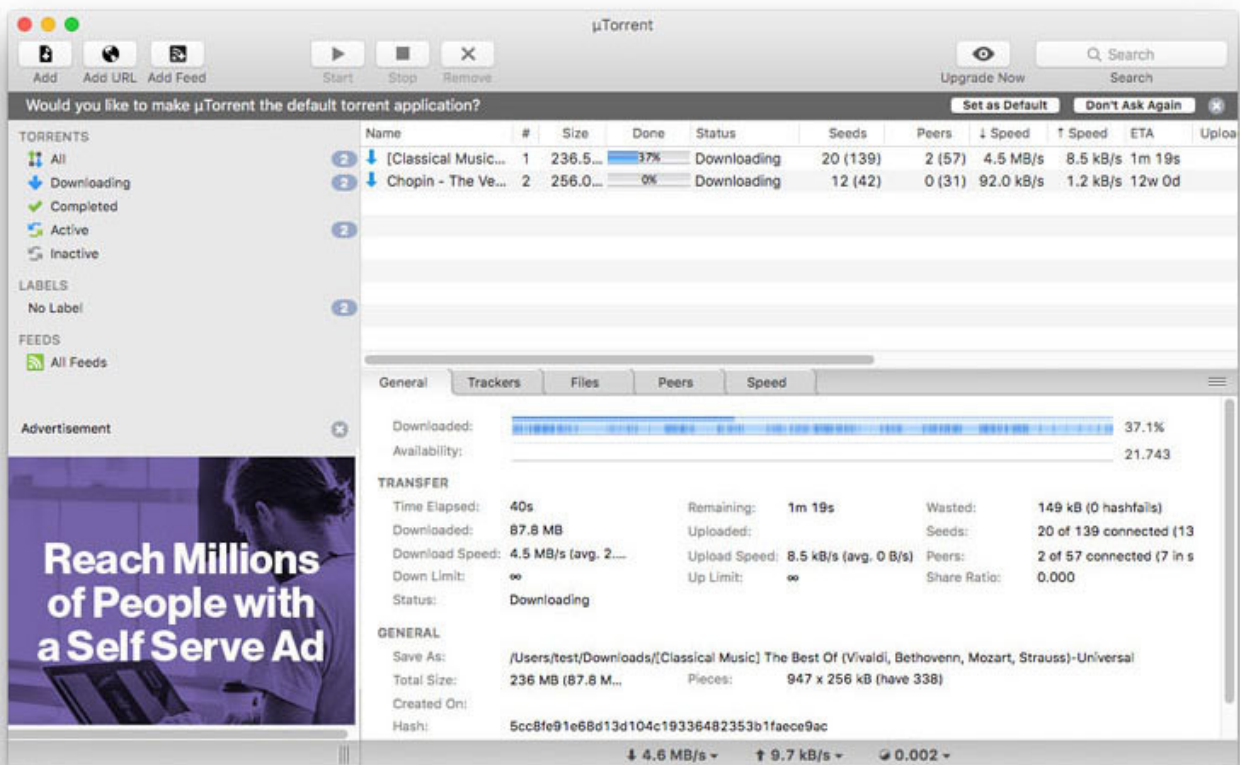 µTorrent
Add Add URL Add Feed Start Stop Remove Upgrade Now Search
Search
Would you like to make µTorrent the default torrent application? Set as Default Don't Ask Again
TORRENTS
All 2
Downloading 2
Completed
Active 2
Inactive
LABELS
No Label 2
FEEDS
All Feeds
Advertisement
Reach Millions
of People with
a Self Serve Ad
Name # Size Done Status Seeds Peers ↓ Speed ↑ Speed ETA Uploa
[Classical Music... 1 236.5... 37% Downloading 20 (139) 2 (57) 4.5 MB/s 8.5 kB/s 1m 19s
Chopin - The Ve... 2 256.0... 0% Downloading 12 (42) 0 (31) 92.0 kB/s 1.2 kB/s 12w 0d
General Trackers Files Peers Speed
Downloaded: 37.1%
Availability: 21.743
TRANSFER
Time Elapsed: 40s Remaining: 1m 19s Wasted: 149 kB (0 hashfails)
Downloaded: 87.8 MB Uploaded: Seeds: 20 of 139 connected (13
Download Speed: 4.5 MB/s (avg. 2.... Upload Speed: 8.5 kB/s (avg. 0 B/s) Peers: 2 of 57 connected (7 in s
Down Limit: ∞ Up Limit: ∞ Share Ratio: 0.000
Status: Downloading
GENERAL
Save As: /Users/test/Downloads/[Classical Music] The Best Of (Vivaldi, Bethovenn, Mozart, Strauss)-Universal
Total Size: 236 MB (87.8 M... Pieces: 947 x 256 kB (have 338)
Created On:
Hash: 5cc8fe91e68d13d104c19336482353b1faece9ac
↓ 4.6 MB/s ↑ 9.7 kB/s 0.002